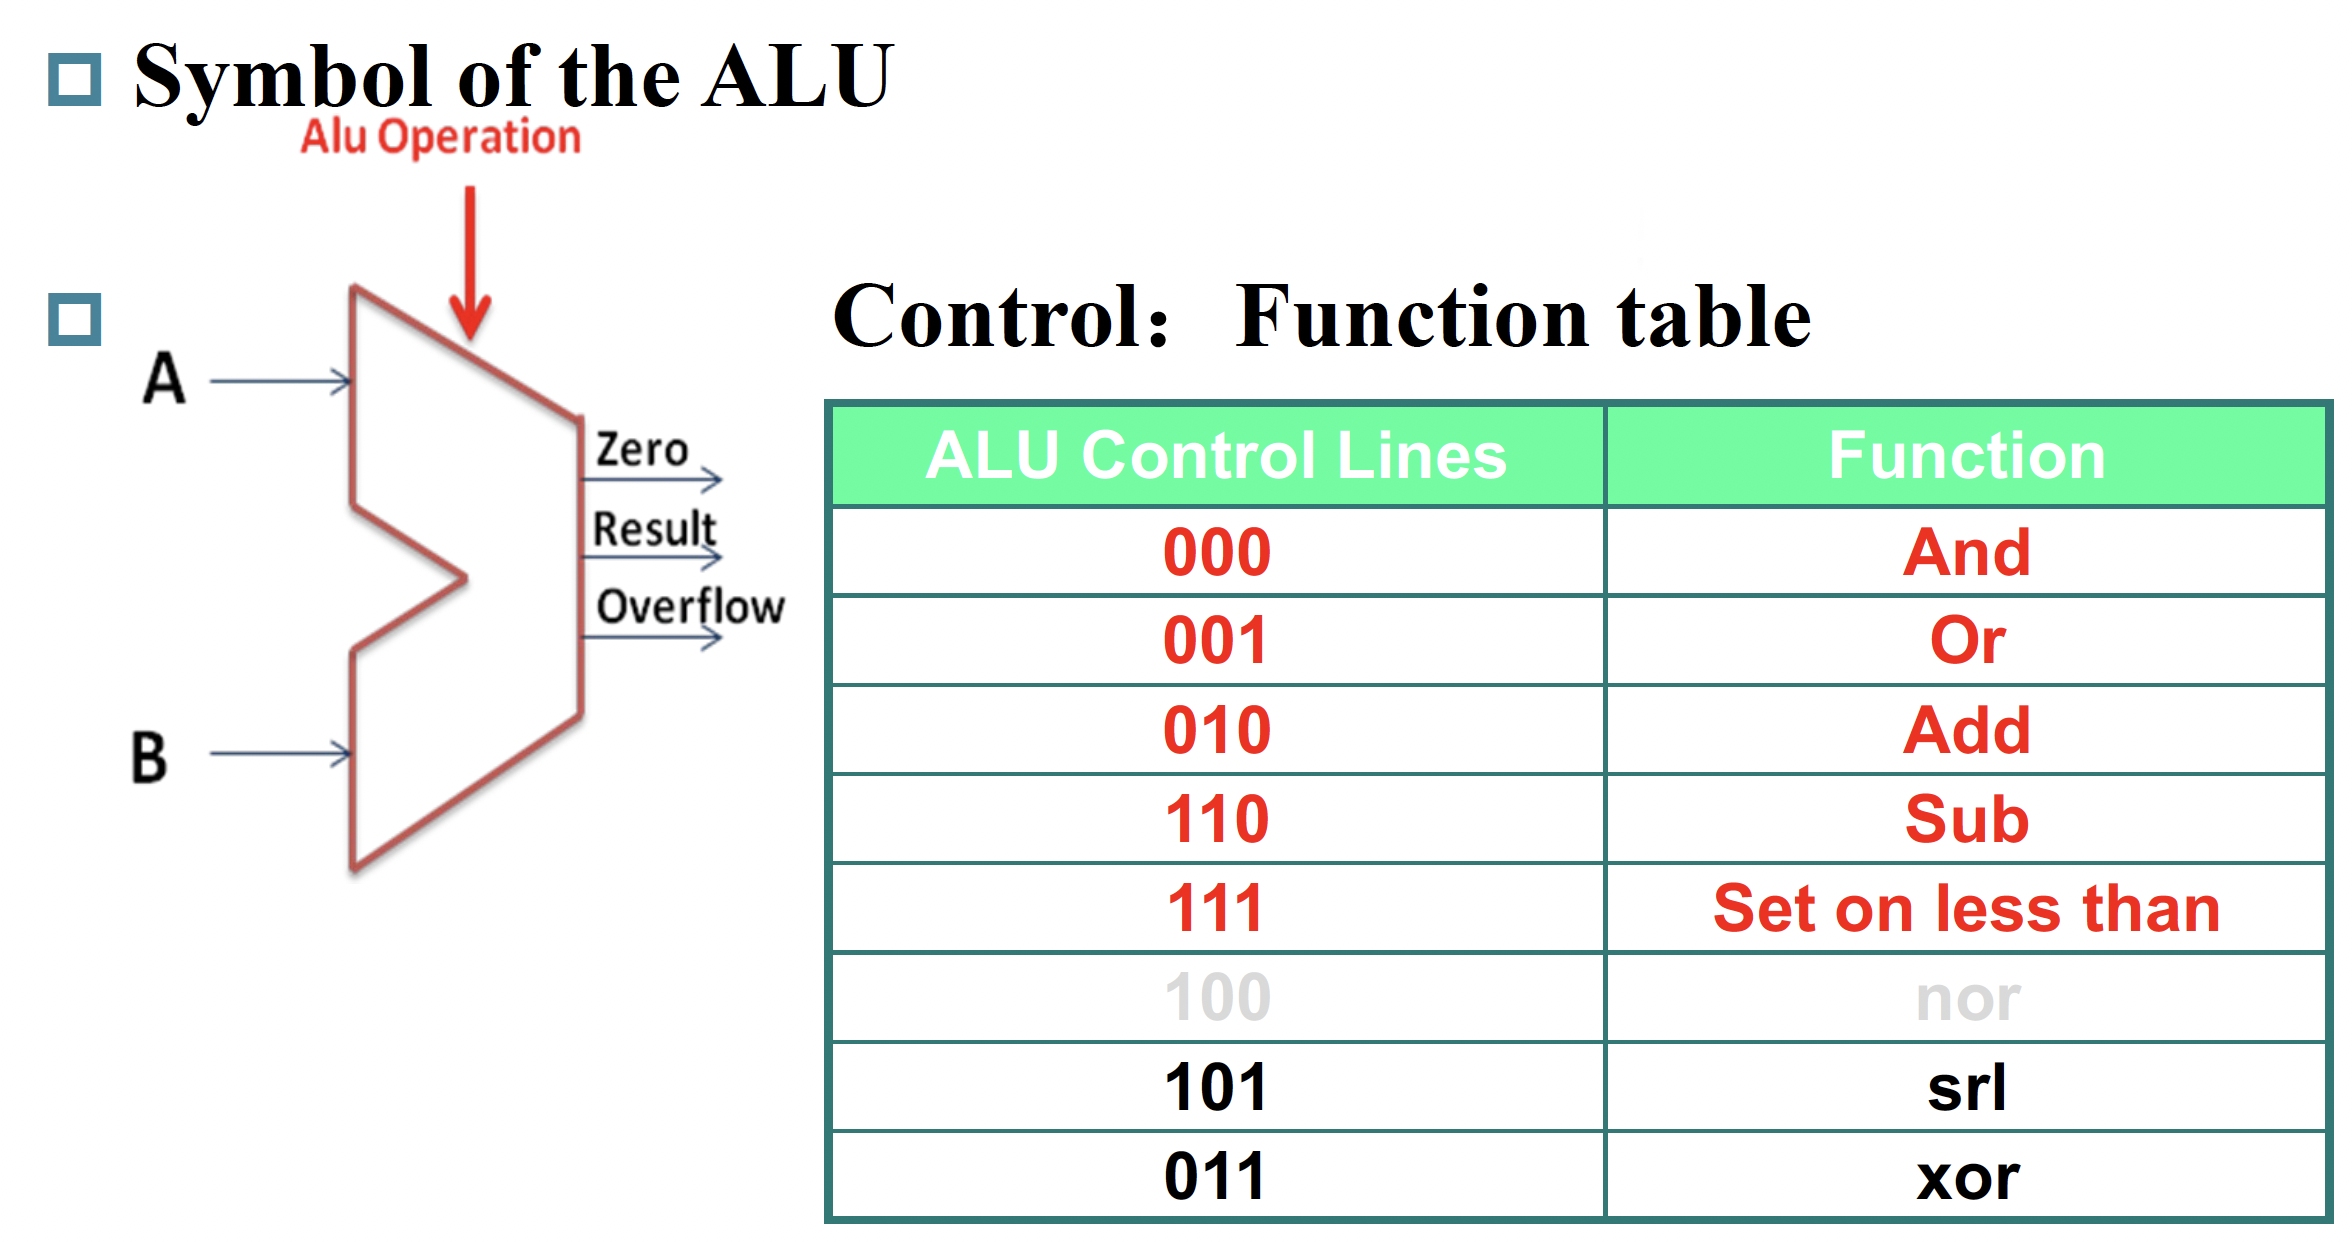 Symbol of the ALU
Alu Operation
A
B
Zero
Result
Overflow
Control：Function table
ALU Control Lines Function
000 And
001 Or
010 Add
110 Sub
111 Set on less than
100 nor
101 srl
011 xor